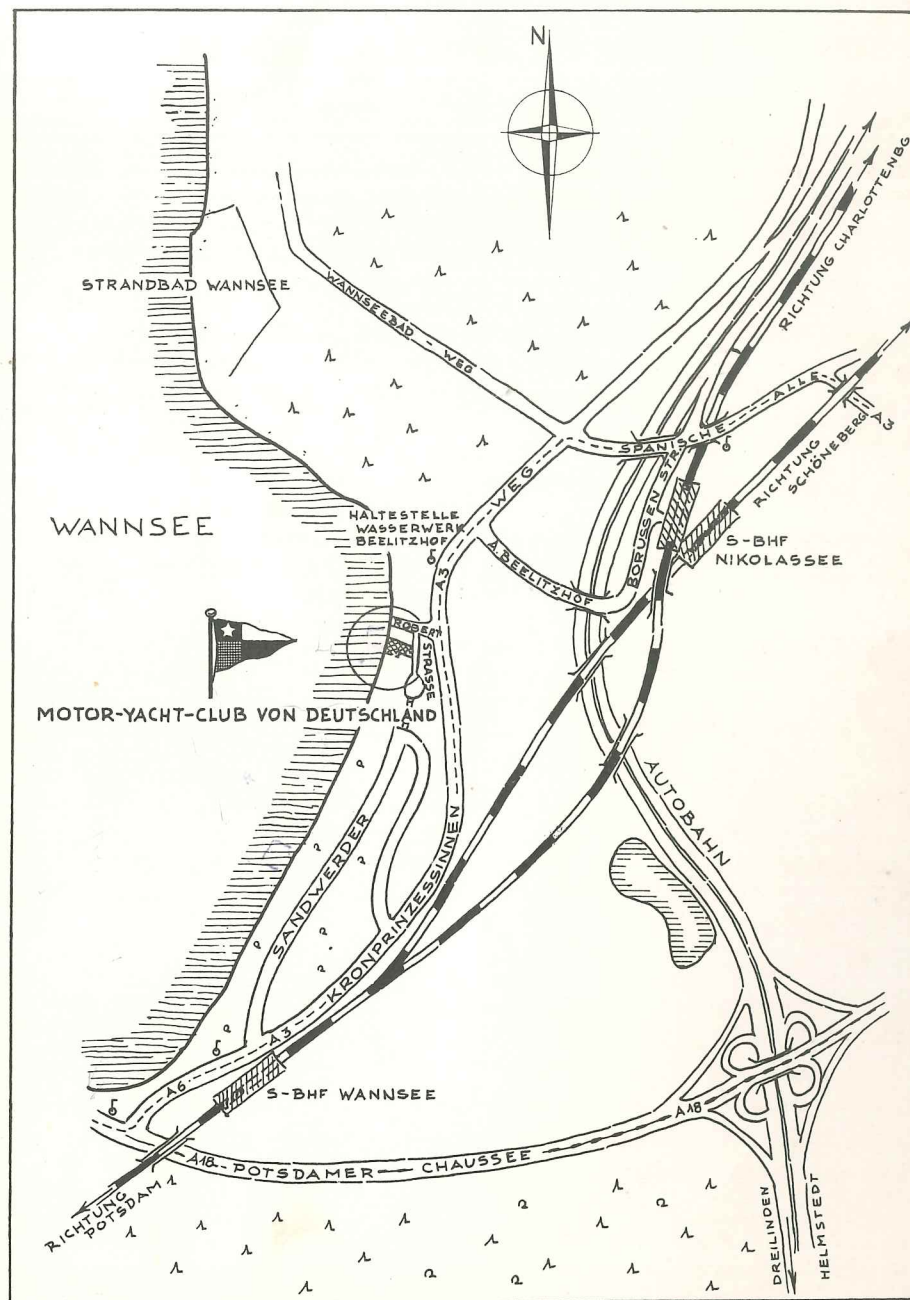 N
RICHTUNG CHARLOTTENBG
STRANDBAD WANNSEE
WANNSEEBAD - WEG
SPANISCHE ALLE
A3
RICHTUNG
SCHÖNEBERG
BORUSSEN STR.
WANNSEE
HALTESTELLE
WASSERWERK
BEELITZHOF
WEG
A3
A. BEELITZHOF
S-BHF
NIKOLASSEE
ROBERT
STRASSE
MOTOR-YACHT-CLUB VON DEUTSCHLAND
AUTOBAHN
SANDWERDER
KRONPRINZESSINNEN
A3
A6
S-BHF WANNSEE
A18
A18 POTSDAMER CHAUSSEE
RICHTUNG
POTSDAM
DREILINDEN
HELMSTEDT